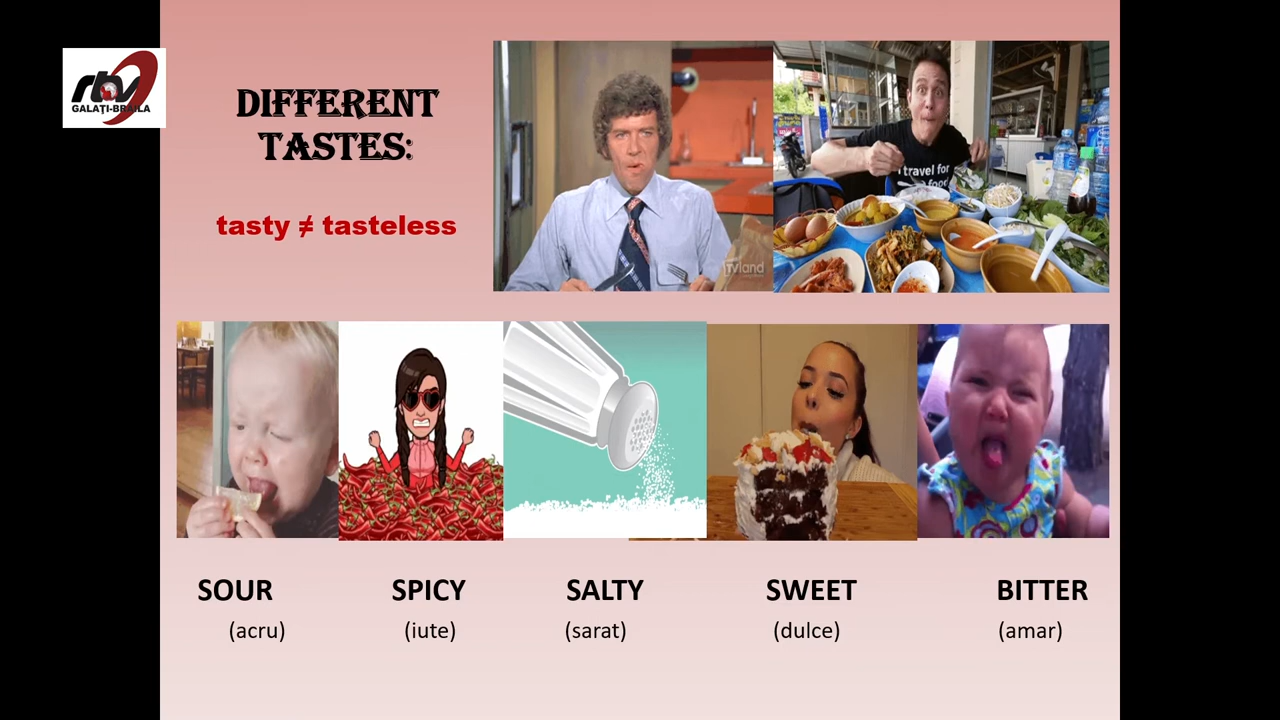 rtv
GALAŢI-BRĂILA
DIFFERENT
TASTES:
tasty ≠ tasteless
TVLand
I travel for
food
SOUR
SPICY
SALTY
SWEET
BITTER
(acru)
(iute)
(sarat)
(dulce)
(amar)